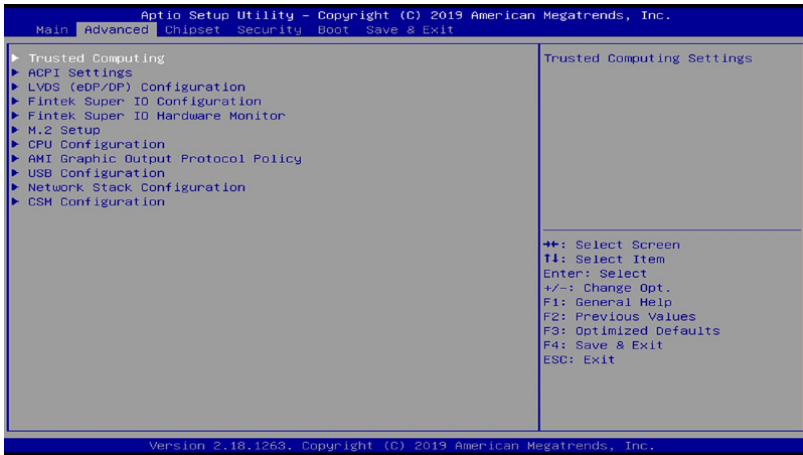 Aptio Setup Utility – Copyright (C) 2019 American Megatrends, Inc.
Main Advanced Chipset Security Boot Save & Exit
▶ Trusted Computing
▶ ACPI Settings
▶ LVDS (eDP/DP) Configuration
▶ Fintek Super IO Configuration
▶ Fintek Super IO Hardware Monitor
▶ M.2 Setup
▶ CPU Configuration
▶ AMI Graphic Output Protocol Policy
▶ USB Configuration
▶ Network Stack Configuration
▶ CSM Configuration
Trusted Computing Settings
→←: Select Screen
↑↓: Select Item
Enter: Select
+/-: Change Opt.
F1: General Help
F2: Previous Values
F3: Optimized Defaults
F4: Save & Exit
ESC: Exit
Version 2.18.1263. Copyright (C) 2019 American Megatrends, Inc.